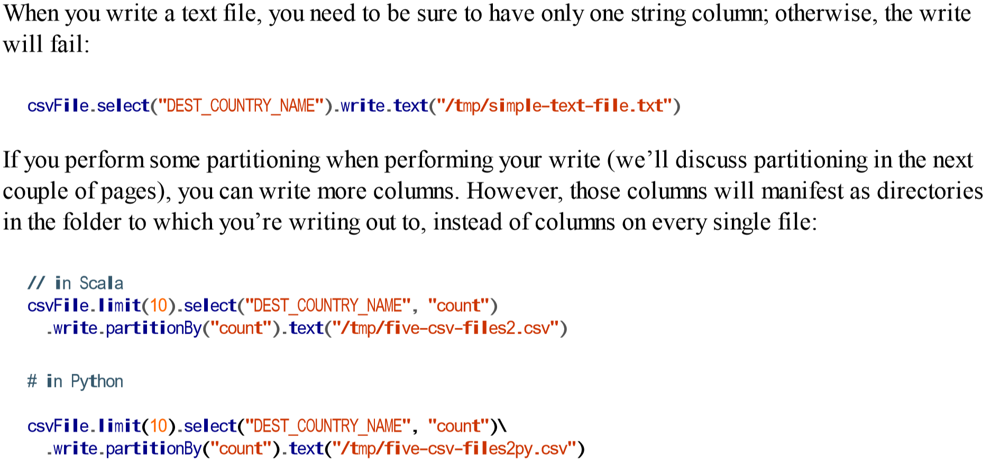 When you write a text file, you need to be sure to have only one string column; otherwise, the write
will fail:
csvFile.select("DEST_COUNTRY_NAME").write.text("/tmp/simple-text-file.txt")
If you perform some partitioning when performing your write (we’ll discuss partitioning in the next
couple of pages), you can write more columns. However, those columns will manifest as directories
in the folder to which you’re writing out to, instead of columns on every single file:
// in Scala
csvFile.limit(10).select("DEST_COUNTRY_NAME", "count")
.write.partitionBy("count").text("/tmp/five-csv-files2.csv")
# in Python
csvFile.limit(10).select("DEST_COUNTRY_NAME", "count")\
.write.partitionBy("count").text("/tmp/five-csv-files2py.csv")